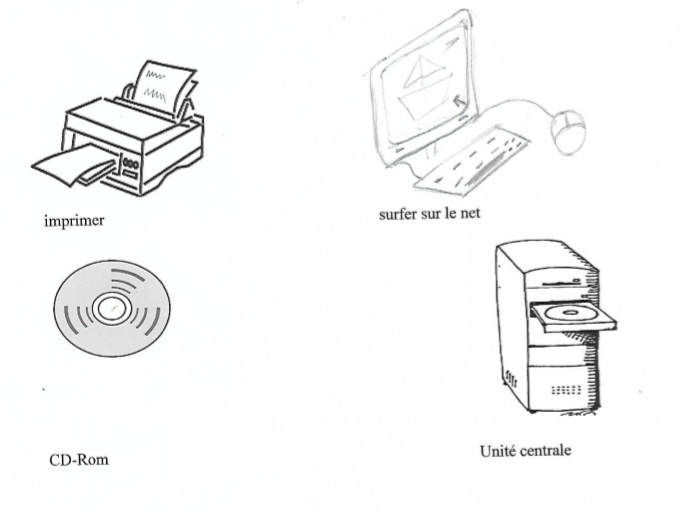 imprimer
surfer sur le net
CD-Rom
Unité centrale